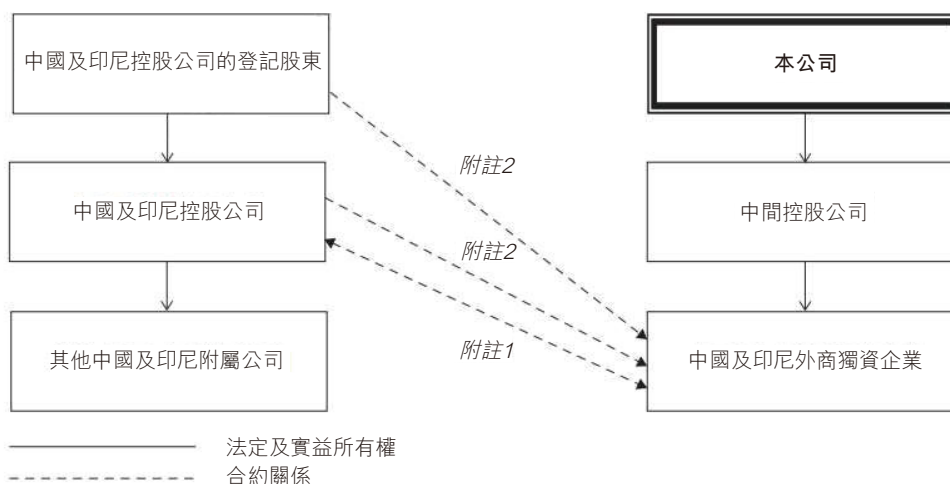 中國及印尼控股公司的登記股東
本公司
附註2
中國及印尼控股公司
中間控股公司
附註2
附註1
其他中國及印尼附屬公司
中國及印尼外商獨資企業
法定及實益所有權
合約關係